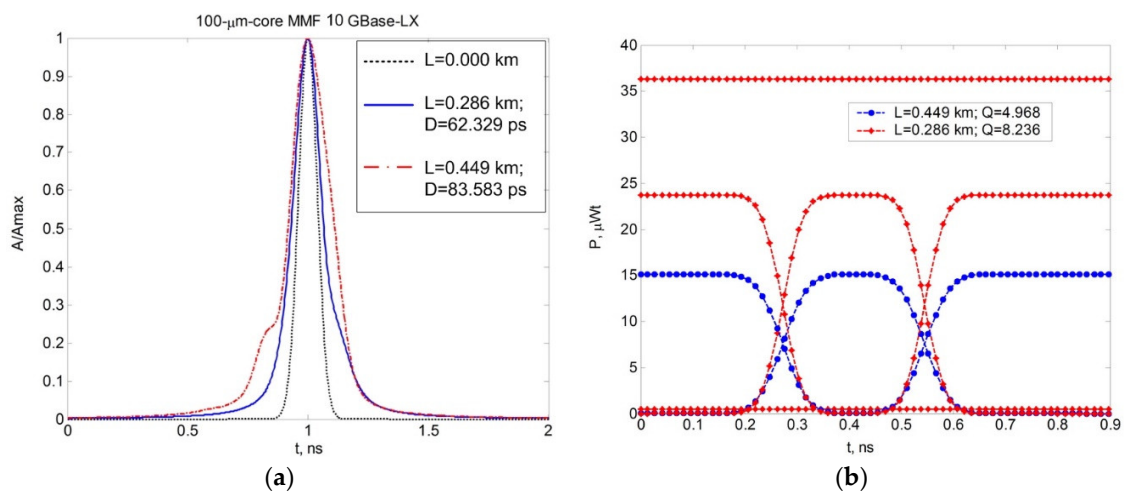 100-μm-core MMF 10 GBase-LX
A/Amax
1
0.9
0.8
0.7
0.6
0.5
0.4
0.3
0.2
0.1
0
0
0.5
1
1.5
2
t, ns
L=0.000 km
L=0.286 km;
D=62.329 ps
L=0.449 km;
D=83.583 ps
(a)
P, μWt
40
35
30
25
20
15
10
5
0
0
0.1
0.2
0.3
0.4
0.5
0.6
0.7
0.8
0.9
t, ns
L=0.449 km; Q=4.968
L=0.286 km; Q=8.236
(b)